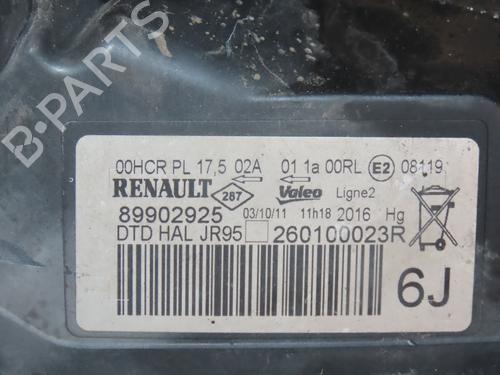 B-PARTS
00HCR PL 17,5 02A 01 1a 00RL E2 08119
RENAULT 287 Valeo Ligne2
89902925 03/10/11 11h18 2016 Hg
DTD HAL JR95 260100023R
6J